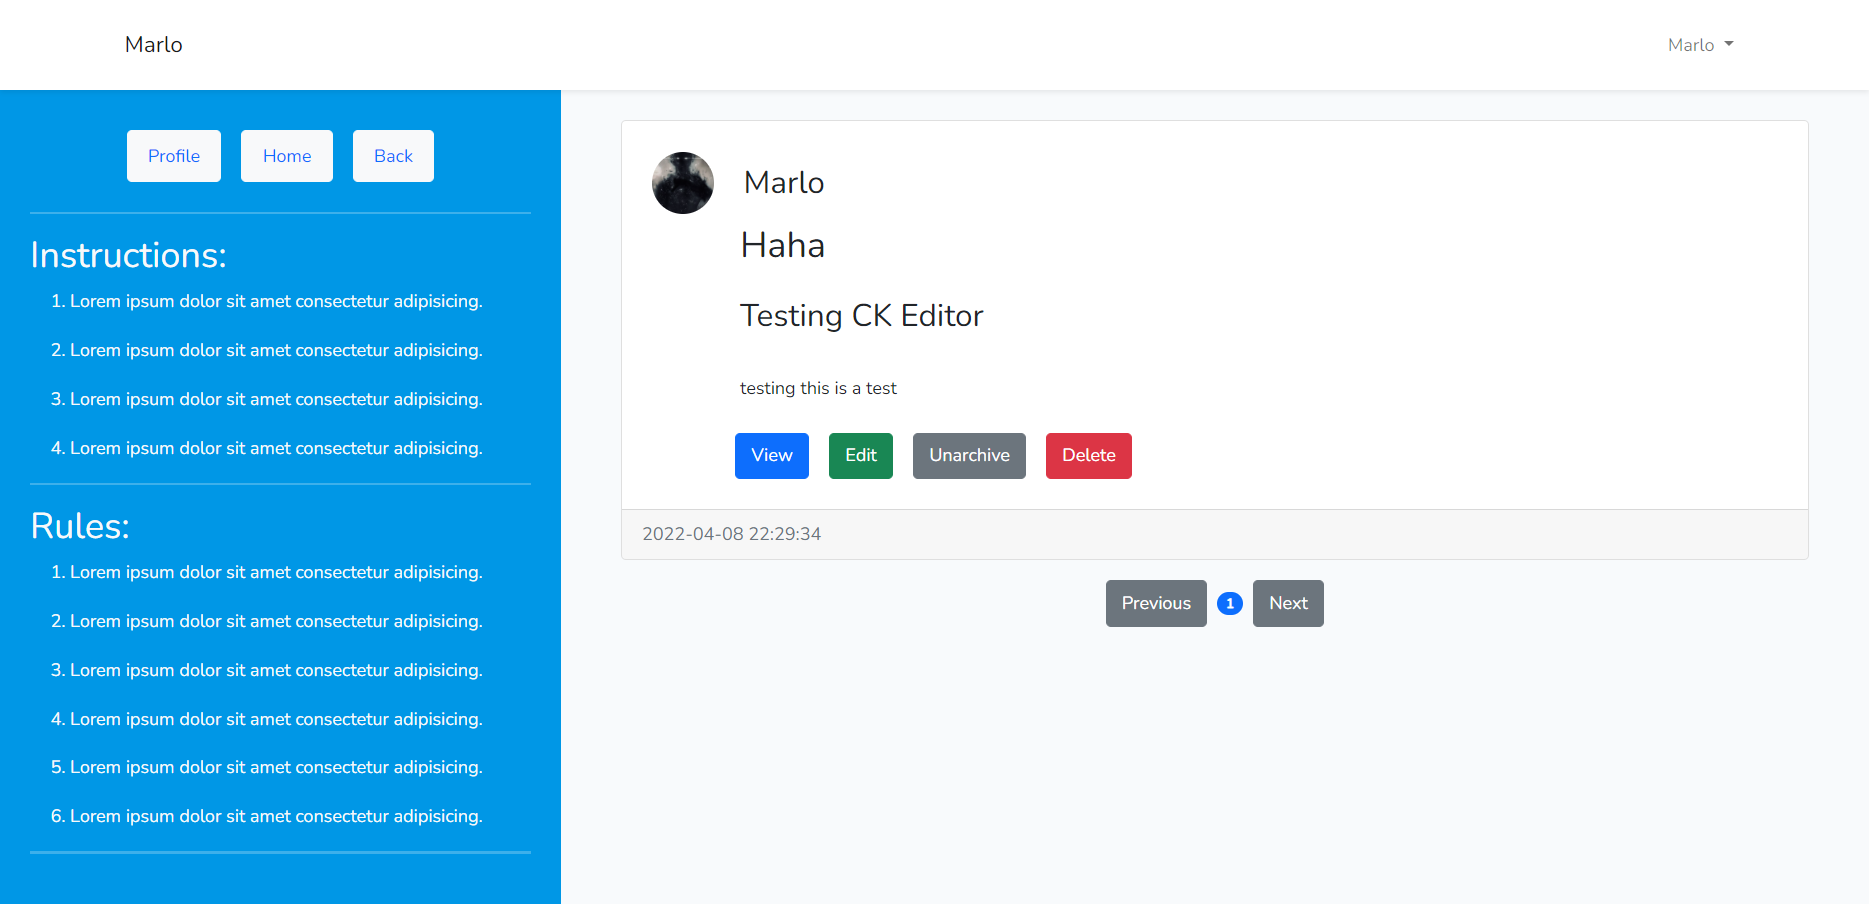 Marlo
Marlo
Profile Home Back
Instructions:
1. Lorem ipsum dolor sit amet consectetur adipisicing.
2. Lorem ipsum dolor sit amet consectetur adipisicing.
3. Lorem ipsum dolor sit amet consectetur adipisicing.
4. Lorem ipsum dolor sit amet consectetur adipisicing.
Rules:
1. Lorem ipsum dolor sit amet consectetur adipisicing.
2. Lorem ipsum dolor sit amet consectetur adipisicing.
3. Lorem ipsum dolor sit amet consectetur adipisicing.
4. Lorem ipsum dolor sit amet consectetur adipisicing.
5. Lorem ipsum dolor sit amet consectetur adipisicing.
6. Lorem ipsum dolor sit amet consectetur adipisicing.
Marlo
Haha
Testing CK Editor
testing this is a test
View Edit Unarchive Delete
2022-04-08 22:29:34
Previous 1 Next